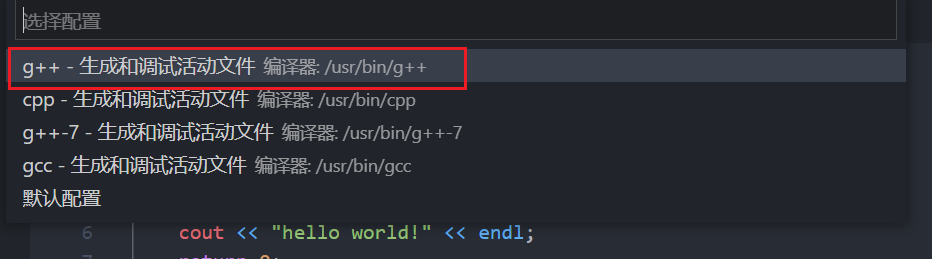 选择配置
g++ - 生成和调试活动文件 编译器: /usr/bin/g++
cpp - 生成和调试活动文件 编译器: /usr/bin/cpp
g++-7 - 生成和调试活动文件 编译器: /usr/bin/g++-7
gcc - 生成和调试活动文件 编译器: /usr/bin/gcc
默认配置
6 cout << "hello world!" << endl;
7 return 0;